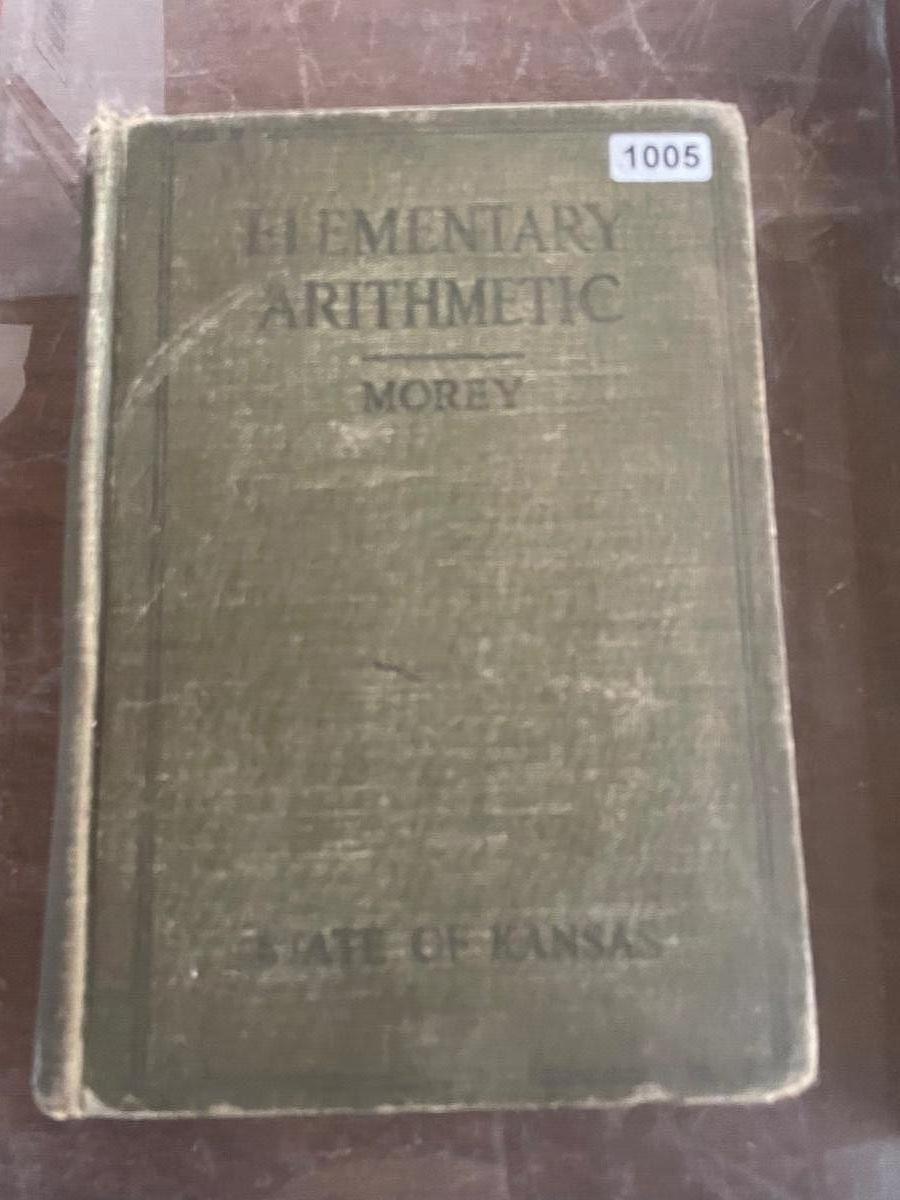 1005
ELEMENTARY
ARITHMETIC
MOREY
STATE OF KANSAS